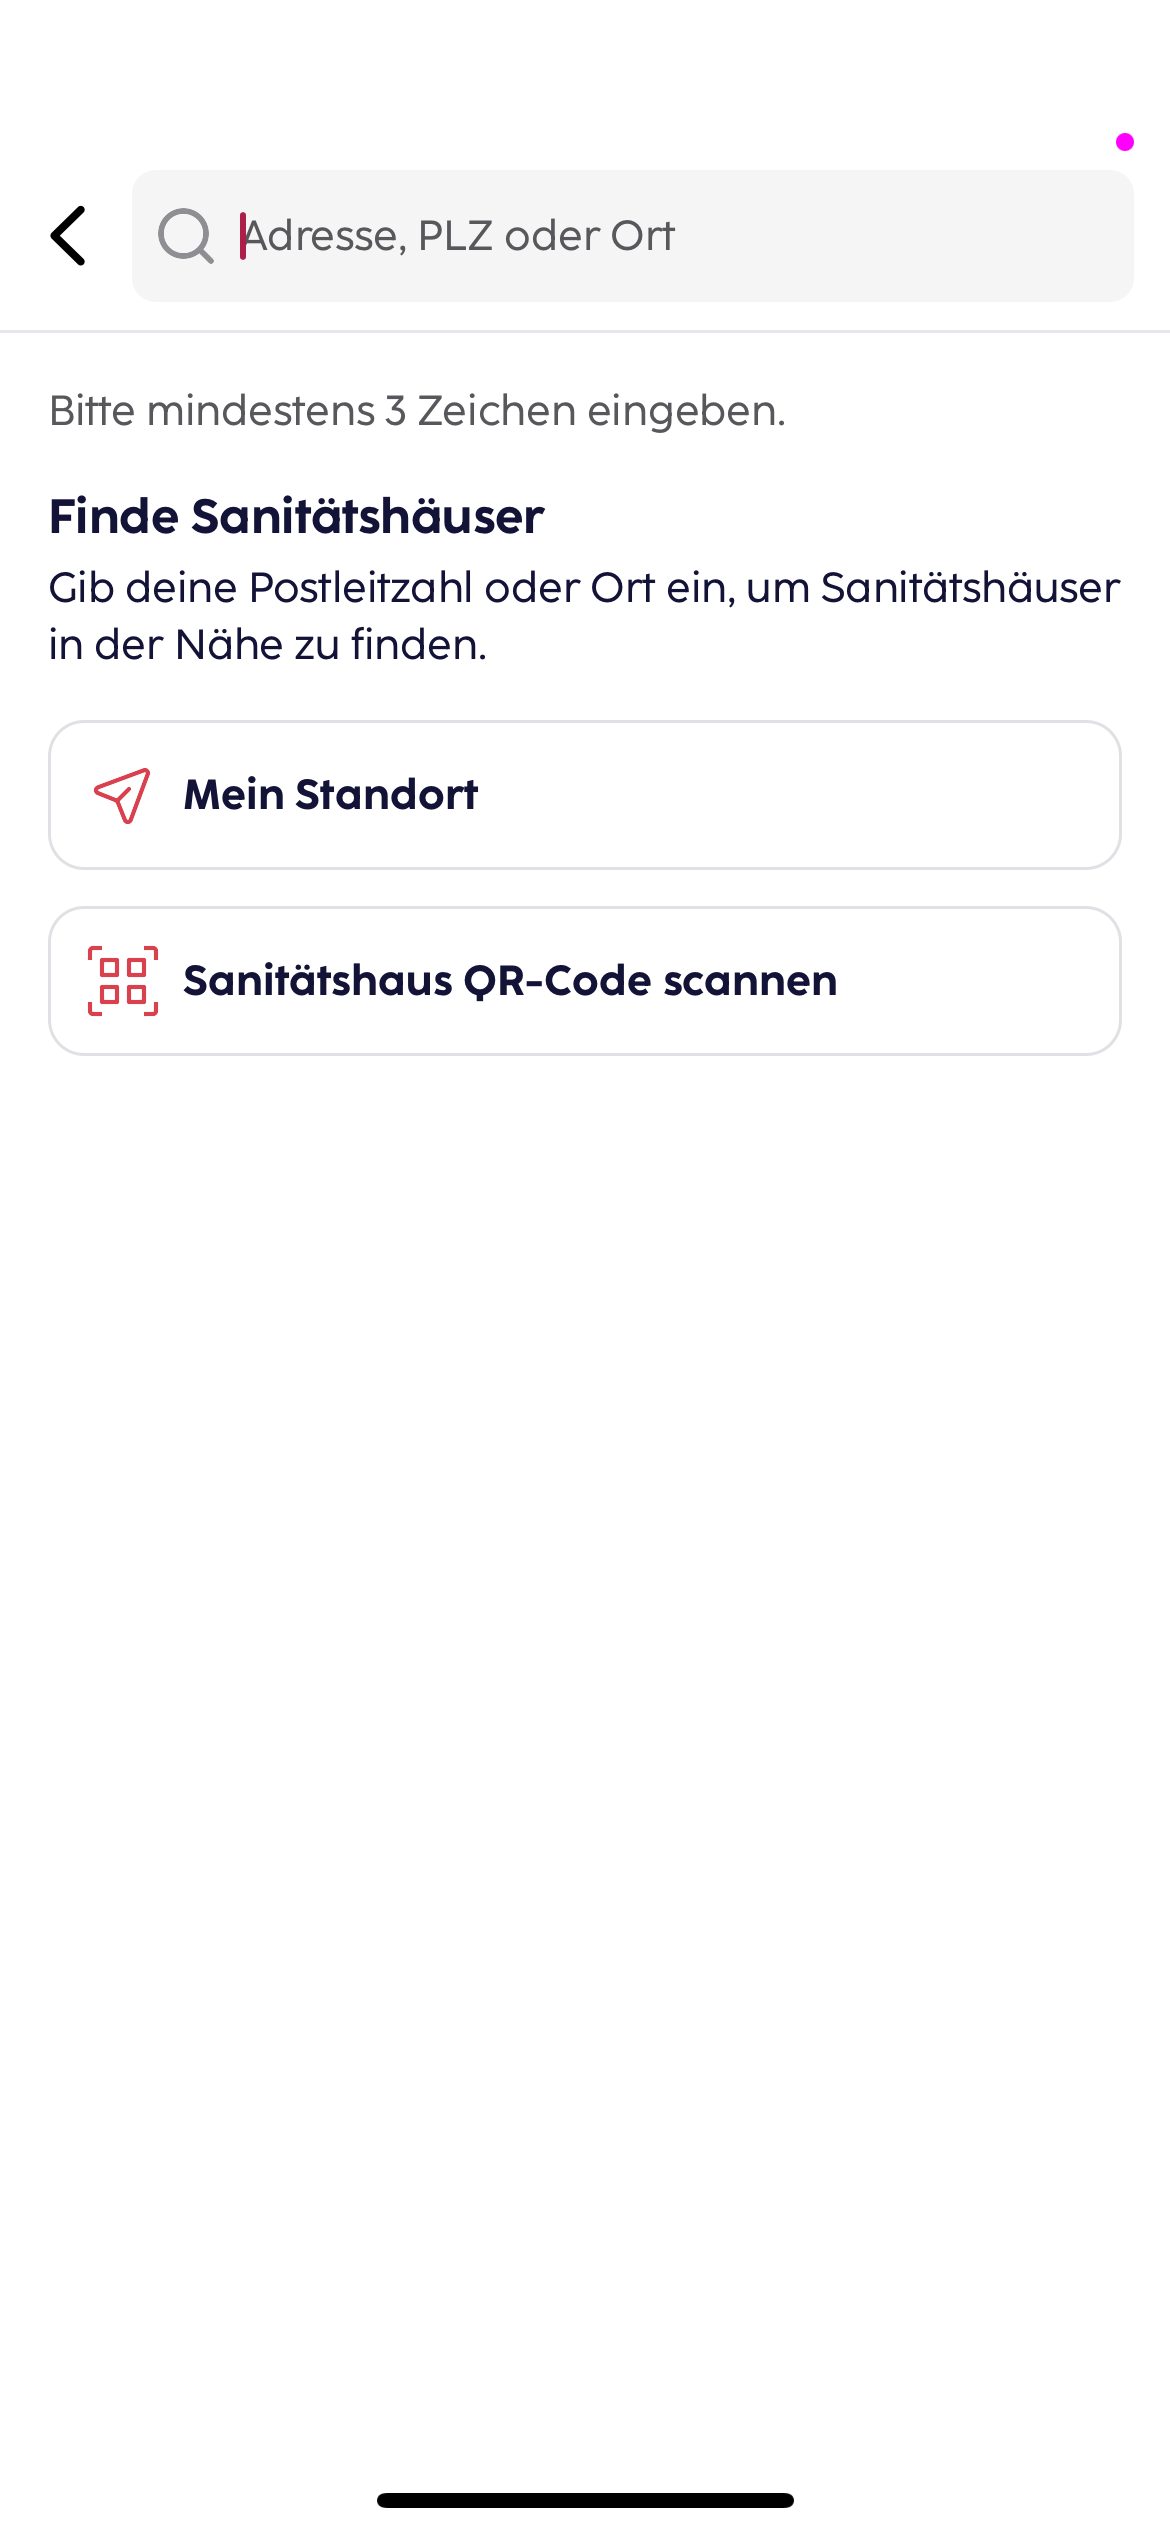 Adresse, PLZ oder Ort
Bitte mindestens 3 Zeichen eingeben.
Finde Sanitätshäuser
Gib deine Postleitzahl oder Ort ein, um Sanitätshäuser
in der Nähe zu finden.
Mein Standort
Sanitätshaus QR-Code scannen